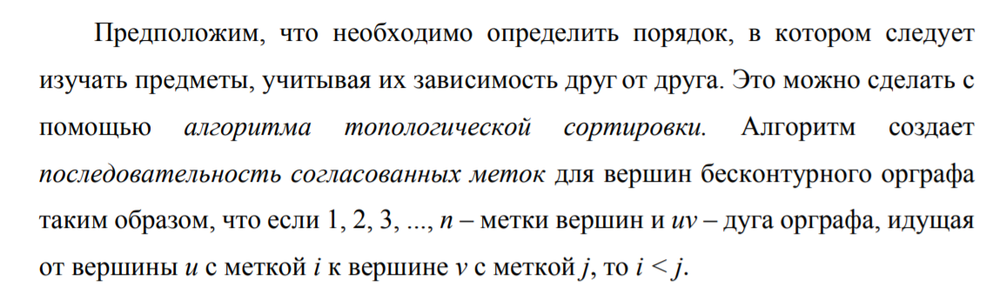 Предположим, что необходимо определить порядок, в котором следует
изучать предметы, учитывая их зависимость друг от друга. Это можно сделать с
помощью алгоритма топологической сортировки. Алгоритм создает
последовательность согласованных меток для вершин бесконтурного орграфа
таким образом, что если 1, 2, 3, ..., n – метки вершин и uv – дуга орграфа, идущая
от вершины u с меткой i к вершине v с меткой j, то i < j.